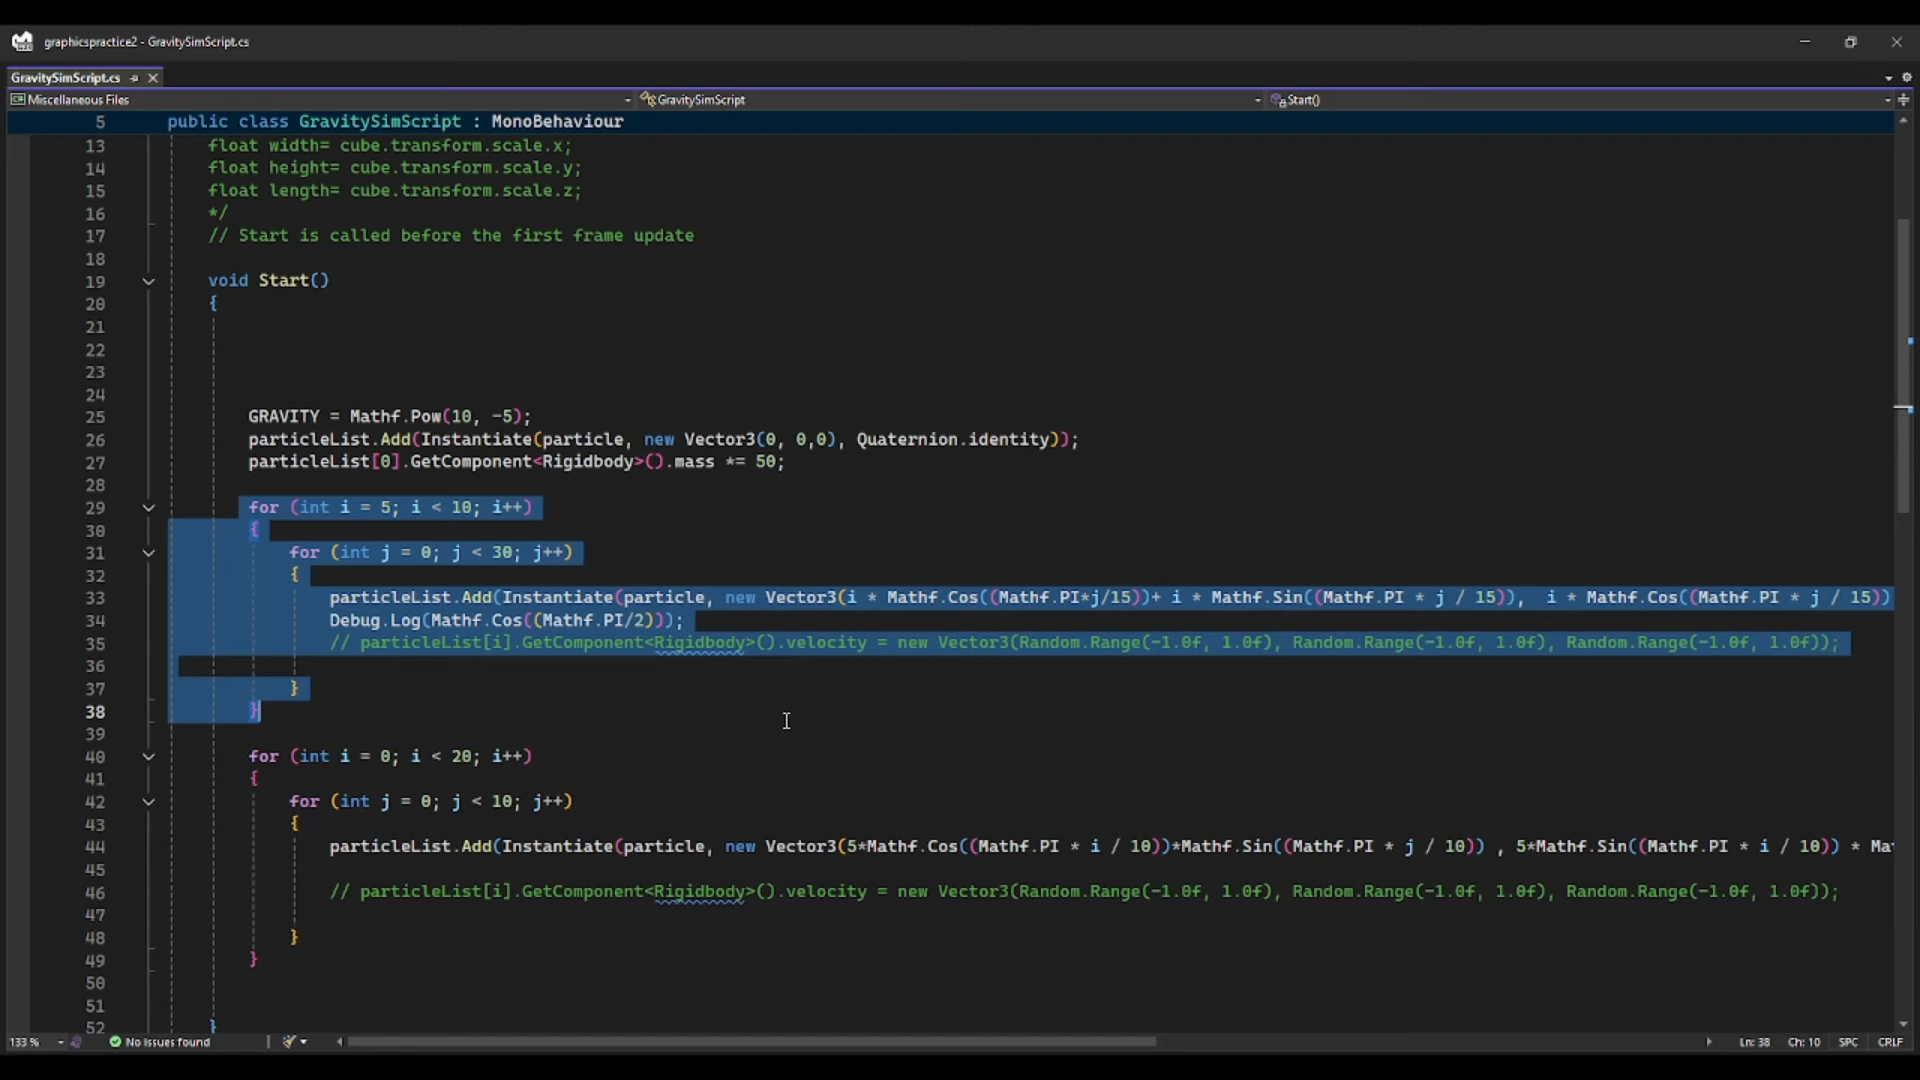 graphicspractice2 - GravitySimScript.cs
GravitySimScript.cs
Miscellaneous Files GravitySimScript Start()
5 public class GravitySimScript : MonoBehaviour
13 float width= cube.transform.scale.x;
14 float height= cube.transform.scale.y;
15 float length= cube.transform.scale.z;
16 */
17 // Start is called before the first frame update
18
19 void Start()
20 {
21
22
23
24
25 GRAVITY = Mathf.Pow(10, -5);
26 particleList.Add(Instantiate(particle, new Vector3(0, 0,0), Quaternion.identity));
27 particleList[0].GetComponent<Rigidbody>().mass *= 50;
28
29 for (int i = 5; i < 10; i++)
30 {
31 for (int j = 0; j < 30; j++)
32 {
33 particleList.Add(Instantiate(particle, new Vector3(i * Mathf.Cos((Mathf.PI*j/15))+ i * Mathf.Sin((Mathf.PI * j / 15)), i * Mathf.Cos((Mathf.PI * j / 15))
34 Debug.Log(Mathf.Cos((Mathf.PI/2)));
35 // particleList[i].GetComponent<Rigidbody>().velocity = new Vector3(Random.Range(-1.0f, 1.0f), Random.Range(-1.0f, 1.0f), Random.Range(-1.0f, 1.0f));
36
37 }
38 }
39
40 for (int i = 0; i < 20; i++)
41 {
42 for (int j = 0; j < 10; j++)
43 {
44 particleList.Add(Instantiate(particle, new Vector3(5*Mathf.Cos((Mathf.PI * i / 10))*Mathf.Sin((Mathf.PI * j / 10)) , 5*Mathf.Sin((Mathf.PI * i / 10)) * Ma
45
46 // particleList[i].GetComponent<Rigidbody>().velocity = new Vector3(Random.Range(-1.0f, 1.0f), Random.Range(-1.0f, 1.0f), Random.Range(-1.0f, 1.0f));
47
48 }
49 }
50
51
52 }
133 % No issues found Ln: 38 Ch: 10 SPC CRLF